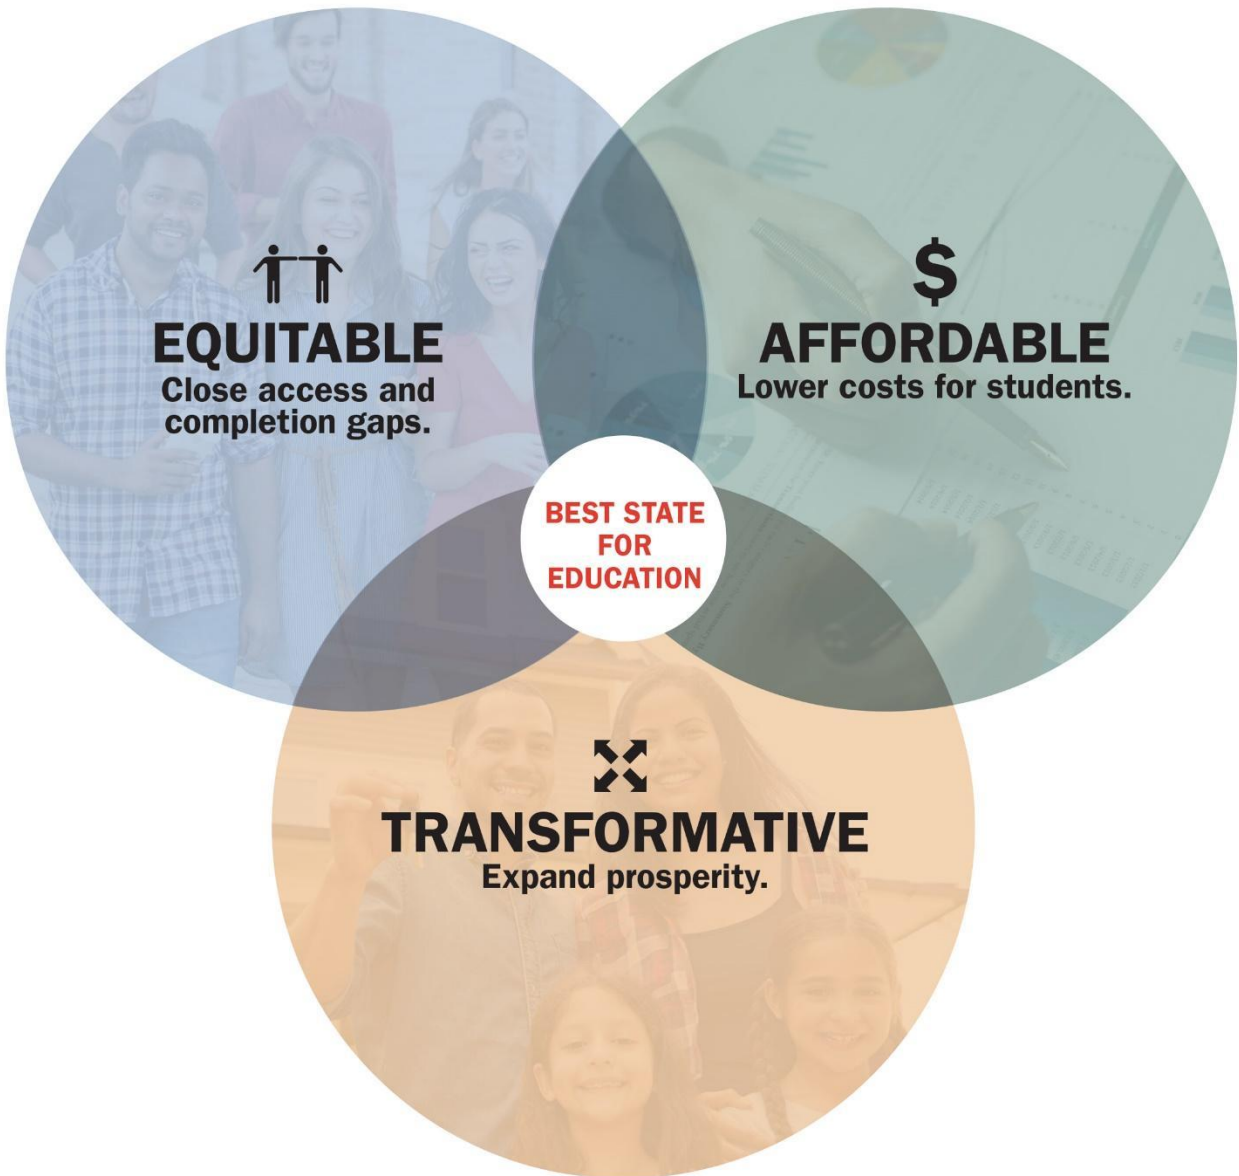 EQUITABLE
Close access and
completion gaps.
$
AFFORDABLE
Lower costs for students.
BEST STATE
FOR
EDUCATION
TRANSFORMATIVE
Expand prosperity.